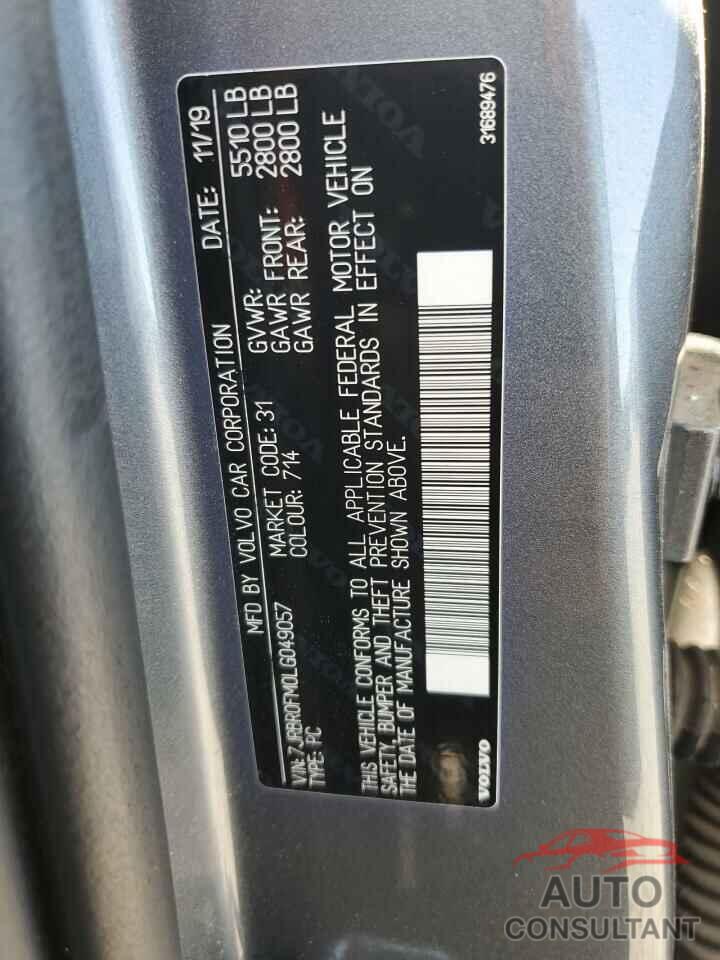 MFD BY VOLVO CAR CORPORATION DATE: 11/19
VIN: 7JRBR0FM0LG049057 MARKET CODE: 31 GVWR: 5510 LB
TYPE: PC COLOUR: 714 GAWR FRONT: 2800 LB
GAWR REAR: 2800 LB
THIS VEHICLE CONFORMS TO ALL APPLICABLE FEDERAL MOTOR VEHICLE
SAFETY, BUMPER AND THEFT PREVENTION STANDARDS IN EFFECT ON
THE DATE OF MANUFACTURE SHOWN ABOVE.
VOLVO 31689476
AUTO
CONSULTANT